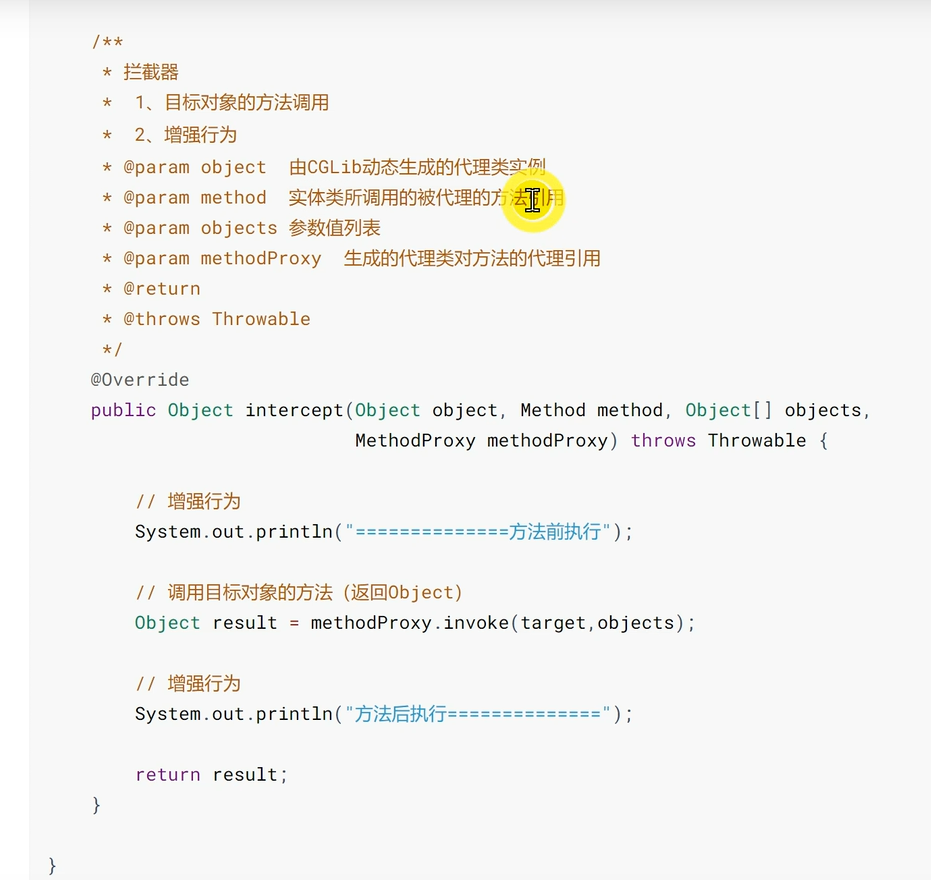 /**
* 拦截器
* 1、目标对象的方法调用
* 2、增强行为
* @param object 由CGLib动态生成的代理类实例
* @param method 实体类所调用的被代理的方法引用
* @param objects 参数值列表
* @param methodProxy 生成的代理类对方法的代理引用
* @return
* @throws Throwable
*/
@Override
public Object intercept(Object object, Method method, Object[] objects,
MethodProxy methodProxy) throws Throwable {
// 增强行为
System.out.println("==============方法前执行");
// 调用目标对象的方法（返回Object）
Object result = methodProxy.invoke(target,objects);
// 增强行为
System.out.println("方法后执行==============");
return result;
}
}